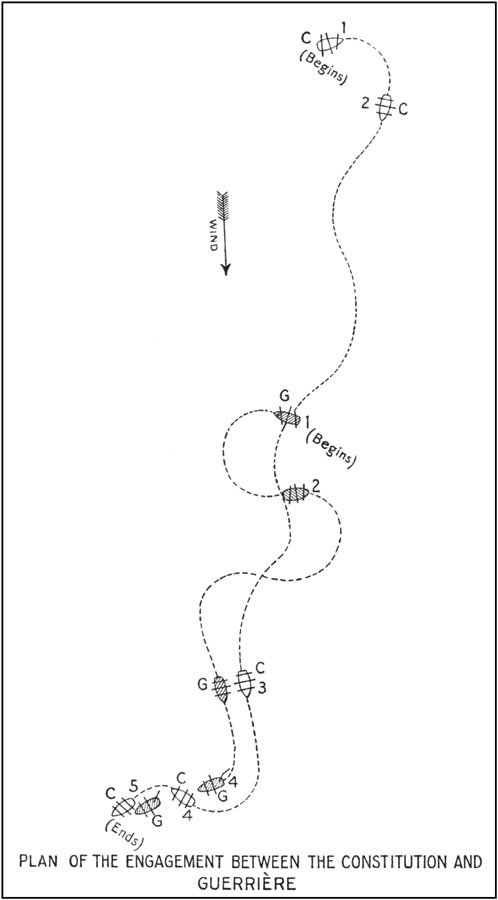 1
C
(Begins)
2 C
WIND
G
1
(Begins)
2
C
G 3
C 4
5
C G
G 4
(Ends)
PLAN OF THE ENGAGEMENT BETWEEN THE CONSTITUTION AND
GUERRIÈRE